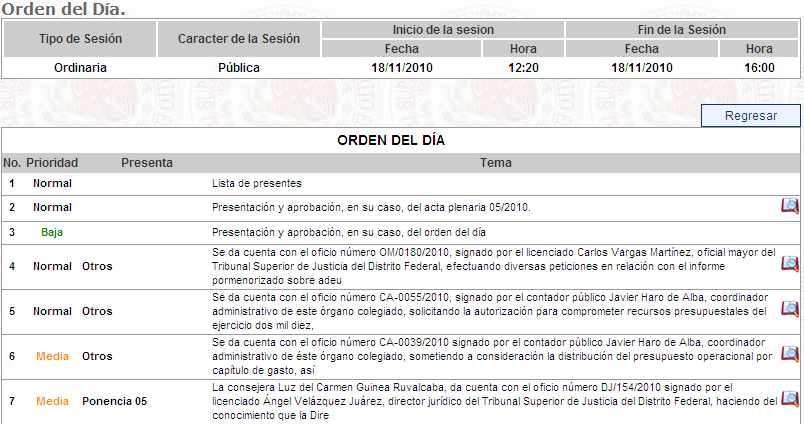 Orden del Día.
Tipo de Sesión Caracter de la Sesión Inicio de la sesion Fin de la Sesión
Fecha Hora Fecha Hora
Ordinaria Pública 18/11/2010 12:20 18/11/2010 16:00
Regresar
ORDEN DEL DÍA
No. Prioridad Presenta Tema
1 Normal Lista de presentes
2 Normal Presentación y aprobación, en su caso, del acta plenaria 05/2010.
3 Baja Presentación y aprobación, en su caso, del orden del día
4 Normal Otros Se da cuenta con el oficio número OM/0180/2010, signado por el licenciado Carlos Vargas Martínez, oficial mayor del
Tribunal Superior de Justicia del Distrito Federal, efectuando diversas peticiones en relación con el informe
pormenorizado sobre adeu
5 Normal Otros Se da cuenta con el oficio número CA-0055/2010, signado por el contador público Javier Haro de Alba, coordinador
administrativo de este órgano colegiado, solicitando la autorización para comprometer recursos presupuestales del
ejercicio dos mil diez,
6 Media Otros Se da cuenta con el oficio número CA-0039/2010 signado por el contador público Javier Haro de Alba, coordinador
administrativo de éste órgano colegiado, sometiendo a consideración la distribución del presupuesto operacional por
capítulo de gasto, así
7 Media Ponencia 05 La consejera Luz del Carmen Guinea Ruvalcaba, da cuenta con el oficio número DJ/154/2010 signado por el
licenciado Ángel Velázquez Juárez, director jurídico del Tribunal Superior de Justicia del Distrito Federal, haciendo del
conocimiento que la Dire